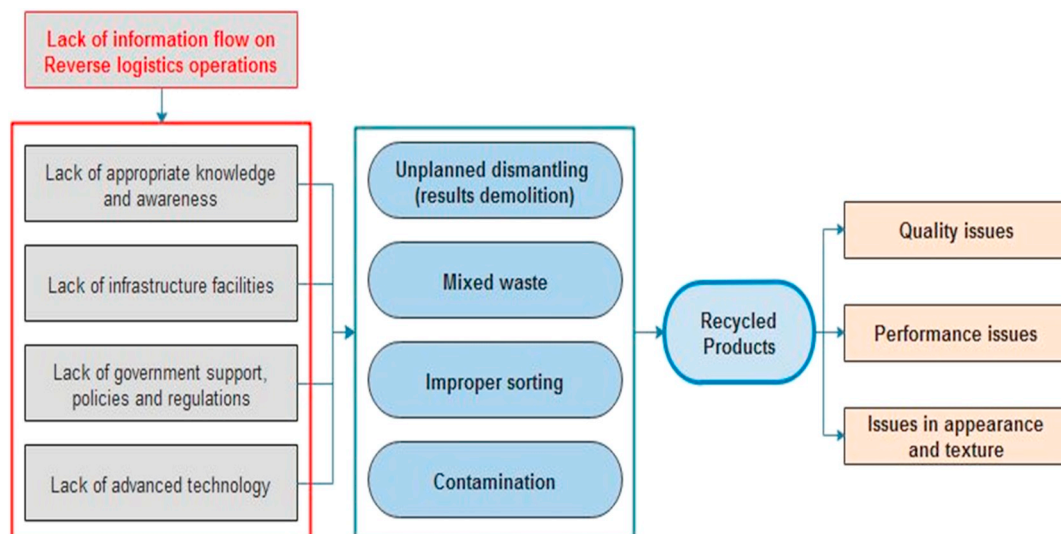 Lack of information flow on
Reverse logistics operations
Lack of appropriate knowledge
and awareness
Lack of infrastructure facilities
Lack of government support,
policies and regulations
Lack of advanced technology
Unplanned dismantling
(results demolition)
Mixed waste
Improper sorting
Contamination
Recycled
Products
Quality issues
Performance issues
Issues in appearance
and texture